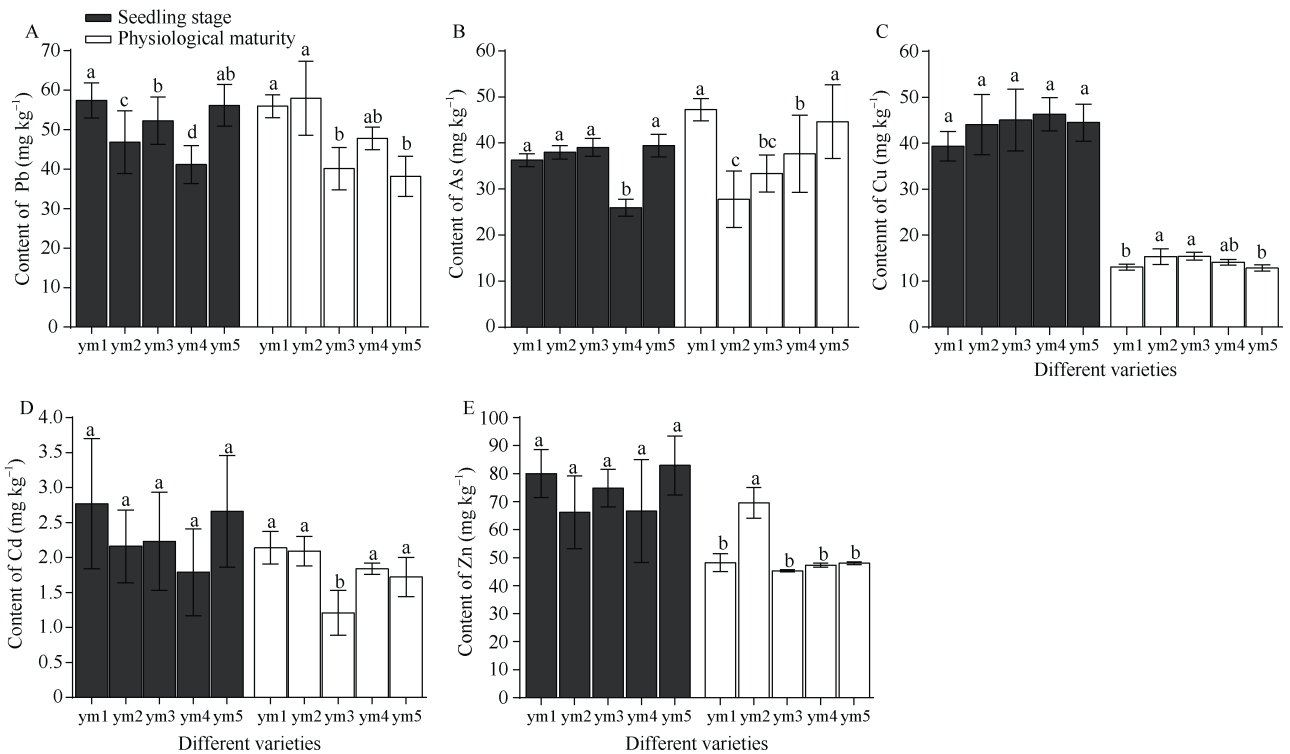 Seedling stage
Physiological maturity
A
Content of Pb (mg kg⁻¹)
70
60
50
40
30
20
10
0
a
c
b
d
ab
a
a
b
ab
b
ym1 ym2 ym3 ym4 ym5 ym1 ym2 ym3 ym4 ym5
B
Content of As (mg kg⁻¹)
60
50
40
30
20
10
0
a
a
a
b
a
a
c
bc
b
a
ym1 ym2 ym3 ym4 ym5 ym1 ym2 ym3 ym4 ym5
C
Contennt of Cu (mg kg⁻¹)
60
50
40
30
20
10
0
a
a
a
a
a
b
a
a
ab
b
ym1 ym2 ym3 ym4 ym5 ym1 ym2 ym3 ym4 ym5
Different varieties
D
Content of Cd (mg kg⁻¹)
4.0
3.5
3.0
2.5
2.0
1.5
1.0
0.5
0
a
a
a
a
a
a
a
b
a
a
ym1 ym2 ym3 ym4 ym5 ym1 ym2 ym3 ym4 ym5
Different varieties
E
Content of Zn (mg kg⁻¹)
100
90
80
70
60
50
40
30
20
10
0
a
a
a
a
a
b
a
b
b
b
ym1 ym2 ym3 ym4 ym5 ym1 ym2 ym3 ym4 ym5
Different varieties